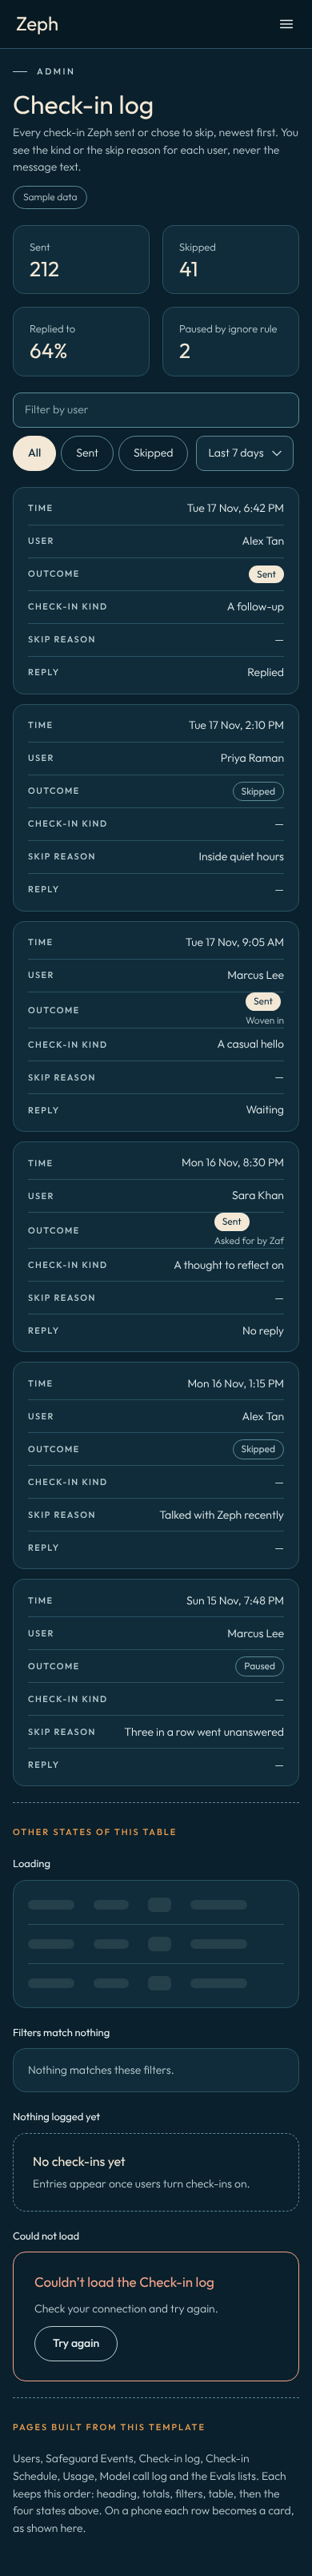 Zeph
ADMIN
Check-in log
Every check-in Zeph sent or chose to skip, newest first. You
see the kind or the skip reason for each user, never the
message text.
Sample data
Sent
212
Skipped
41
Replied to
64%
Paused by ignore rule
2
Filter by user
All Sent Skipped Last 7 days
TIME Tue 17 Nov, 6:42 PM
USER Alex Tan
OUTCOME Sent
CHECK-IN KIND A follow-up
SKIP REASON —
REPLY Replied
TIME Tue 17 Nov, 2:10 PM
USER Priya Raman
OUTCOME Skipped
CHECK-IN KIND —
SKIP REASON Inside quiet hours
REPLY —
TIME Tue 17 Nov, 9:05 AM
USER Marcus Lee
OUTCOME Sent
Woven in
CHECK-IN KIND A casual hello
SKIP REASON —
REPLY Waiting
TIME Mon 16 Nov, 8:30 PM
USER Sara Khan
OUTCOME Sent
Asked for by Zaf
CHECK-IN KIND A thought to reflect on
SKIP REASON —
REPLY No reply
TIME Mon 16 Nov, 1:15 PM
USER Alex Tan
OUTCOME Skipped
CHECK-IN KIND —
SKIP REASON Talked with Zeph recently
REPLY —
TIME Sun 15 Nov, 7:48 PM
USER Marcus Lee
OUTCOME Paused
CHECK-IN KIND —
SKIP REASON Three in a row went unanswered
REPLY —
OTHER STATES OF THIS TABLE
Loading
Filters match nothing
Nothing matches these filters.
Nothing logged yet
No check-ins yet
Entries appear once users turn check-ins on.
Could not load
Couldn't load the Check-in log
Check your connection and try again.
Try again
PAGES BUILT FROM THIS TEMPLATE
Users, Safeguard Events, Check-in log, Check-in
Schedule, Usage, Model call log and the Evals lists. Each
keeps this order: heading, totals, filters, table, then the
four states above. On a phone each row becomes a card,
as shown here.